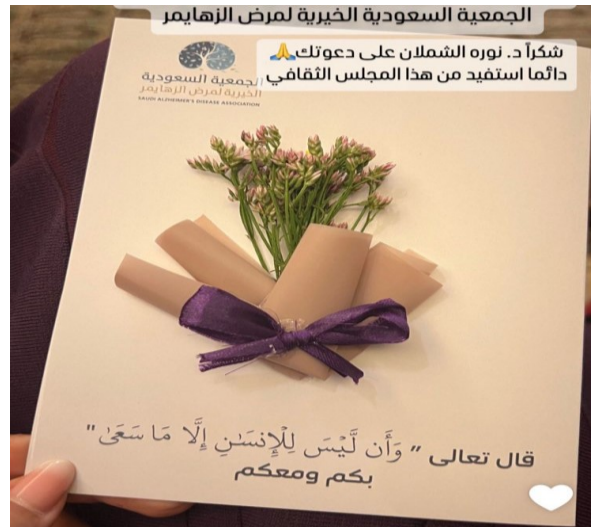 الجمعية السعودية الخيرية لمرض الزهايمر
شكراً د. نوره الشملان على دعوتك🙏
دائما استفيد من هذا المجلس الثقافي
الجمعية السعودية
الخيرية لمرض الزهايمر
SAUDI ALZHEIMER'S DISEASE ASSOCIATION
قال تعالى " وَأَن لَّيْسَ لِلْإِنسَـٰنِ إِلَّا مَا سَعَىٰ "
بكم ومعكم